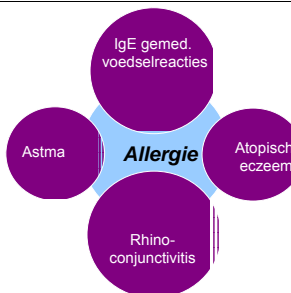 IgE gemed.
voedselreacties
Astma
Allergie
Atopisch
eczeem
Rhino-
conjunctivitis